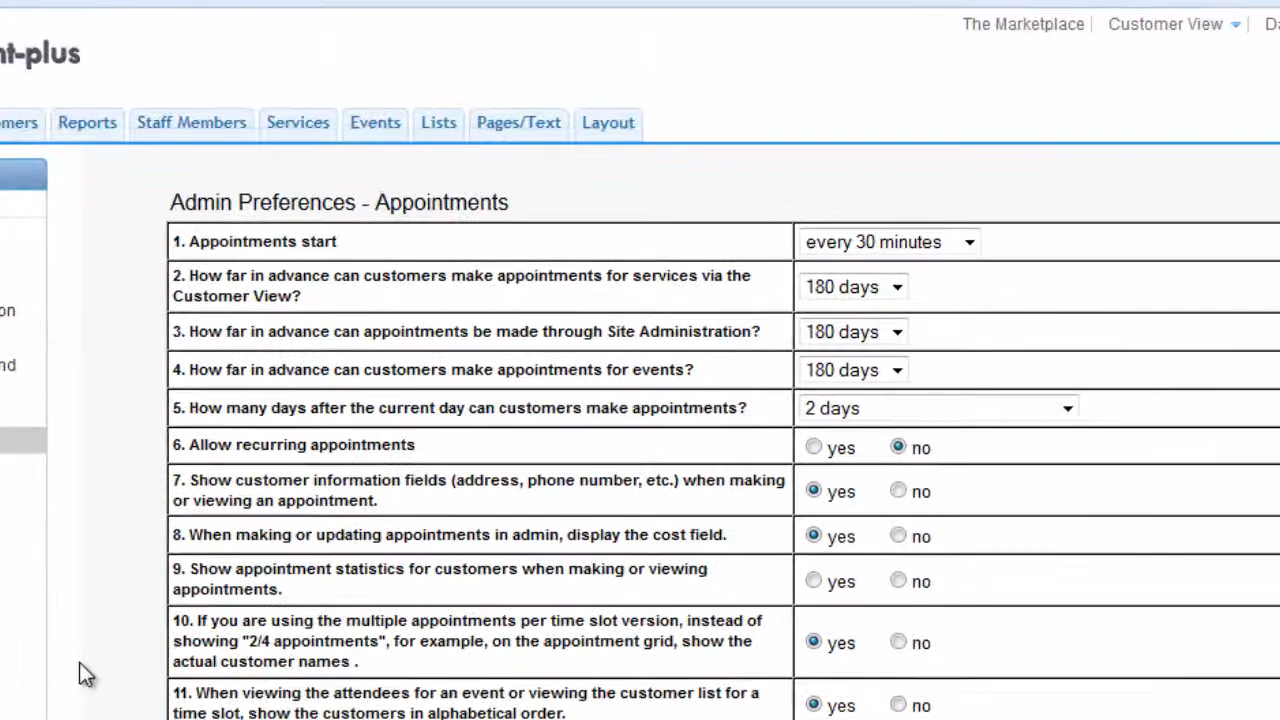 The Marketplace Customer View
nt-plus
mers Reports Staff Members Services Events Lists Pages/Text Layout
Admin Preferences - Appointments
1. Appointments start every 30 minutes
2. How far in advance can customers make appointments for services via the
Customer View? 180 days
on
3. How far in advance can appointments be made through Site Administration? 180 days
nd
4. How far in advance can customers make appointments for events? 180 days
5. How many days after the current day can customers make appointments? 2 days
6. Allow recurring appointments yes no
7. Show customer information fields (address, phone number, etc.) when making
or viewing an appointment. yes no
8. When making or updating appointments in admin, display the cost field. yes no
9. Show appointment statistics for customers when making or viewing
appointments. yes no
10. If you are using the multiple appointments per time slot version, instead of
showing "2/4 appointments", for example, on the appointment grid, show the
actual customer names . yes no
11. When viewing the attendees for an event or viewing the customer list for a
time slot, show the customers in alphabetical order. yes no